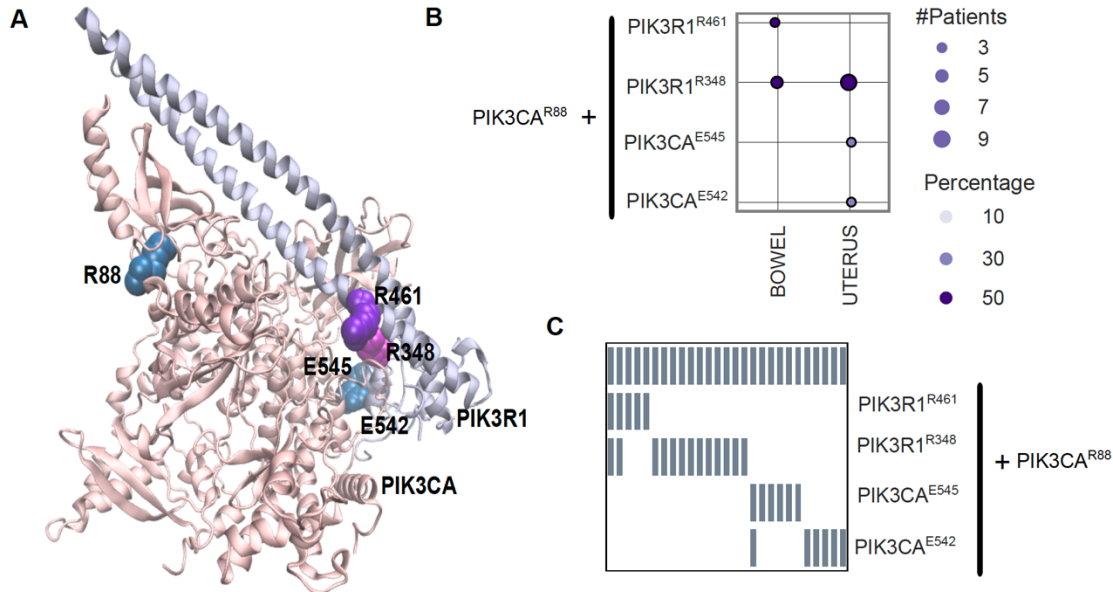 A
R88
R461
R348
E545
E542
PIK3R1
PIK3CA
B
PIK3CA^R88 +
PIK3R1^R461
PIK3R1^R348
PIK3CA^E545
PIK3CA^E542
BOWEL
UTERUS
#Patients
3
5
7
9
Percentage
10
30
50
C
PIK3R1^R461
PIK3R1^R348
PIK3CA^E545
PIK3CA^E542
+ PIK3CA^R88